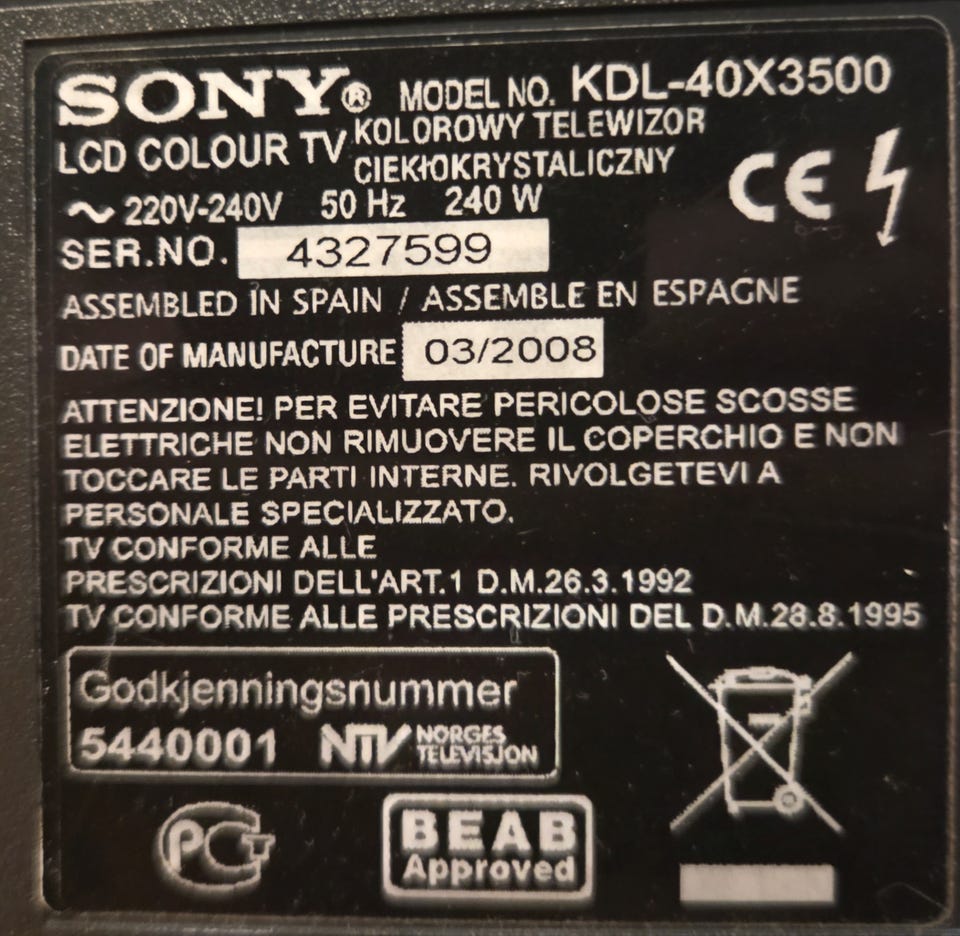 SONY® MODEL NO. KDL-40X3500
LCD COLOUR TV KOLOROWY TELEWIZOR
CIEKŁOKRYSTALICZNY
~ 220V-240V 50 Hz 240 W
CE
SER.NO. 4327599
ASSEMBLED IN SPAIN / ASSEMBLE EN ESPAGNE
DATE OF MANUFACTURE 03/2008
ATTENZIONE! PER EVITARE PERICOLOSE SCOSSE
ELETTRICHE NON RIMUOVERE IL COPERCHIO E NON
TOCCARE LE PARTI INTERNE. RIVOLGETEVI A
PERSONALE SPECIALIZZATO.
TV CONFORME ALLE
PRESCRIZIONI DELL'ART.1 D.M.26.3.1992
TV CONFORME ALLE PRESCRIZIONI DEL D.M.28.8.1995
Godkjenningsnummer
5440001 NTV NORGES
TELEVISJON
PCT
BEAB
Approved